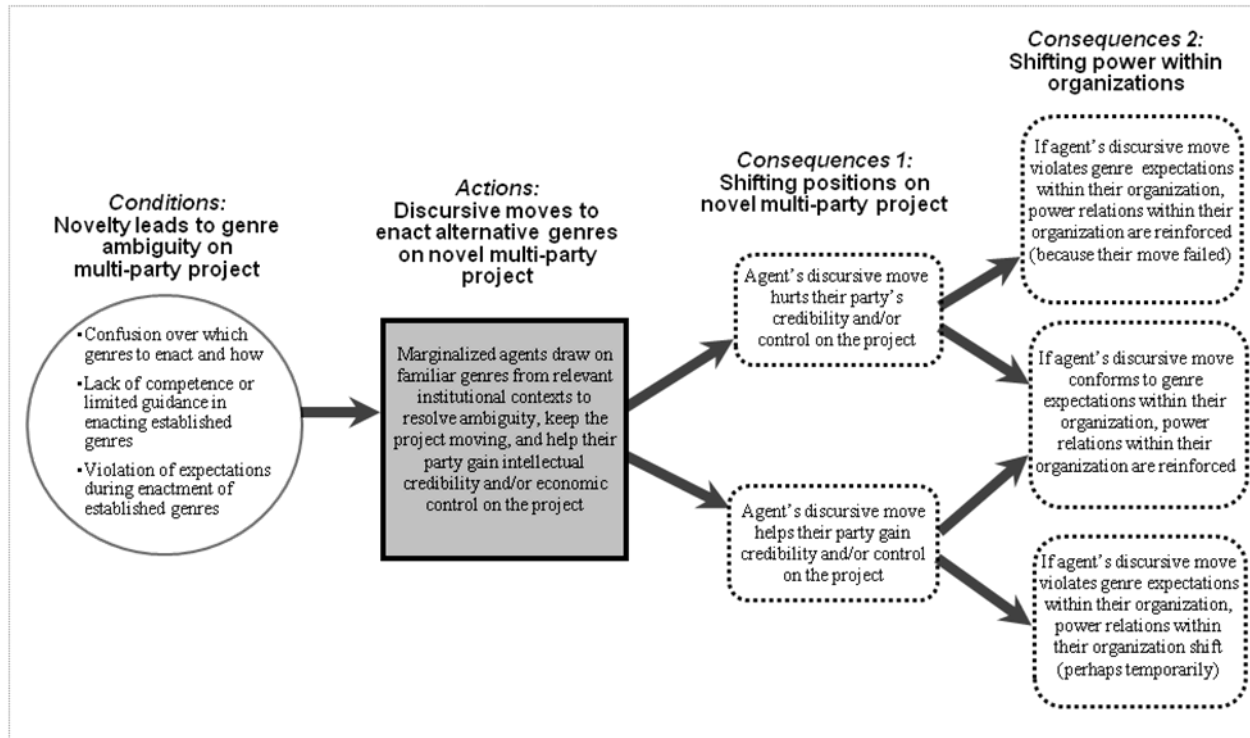 Conditions:
Novelty leads to genre
ambiguity on
multi-party project
•Confusion over which
genres to enact and how
•Lack of competence or
limited guidance in
enacting established
genres
•Violation of expectations
during enactment of
established genres
Actions:
Discursive moves to
enact alternative genres
on novel multi-party
project
Marginalized agents draw on
familiar genres from relevant
institutional contexts to
resolve ambiguity, keep the
project moving, and help their
party gain intellectual
credibility and/or economic
control on the project
Consequences 1:
Shifting positions on
novel multi-party project
Agent's discursive move
hurts their party's
credibility and/or
control on the project
Agent's discursive move
helps their party gain
credibility and/or control
on the project
Consequences 2:
Shifting power within
organizations
If agent's discursive move
violates genre expectations
within their organization,
power relations within their
organization are reinforced
(because their move failed)
If agent's discursive move
conforms to genre
expectations within their
organization, power
relations within their
organization are reinforced
If agent's discursive move
violates genre expectations
within their organization,
power relations within
their organization shift
(perhaps temporarily)